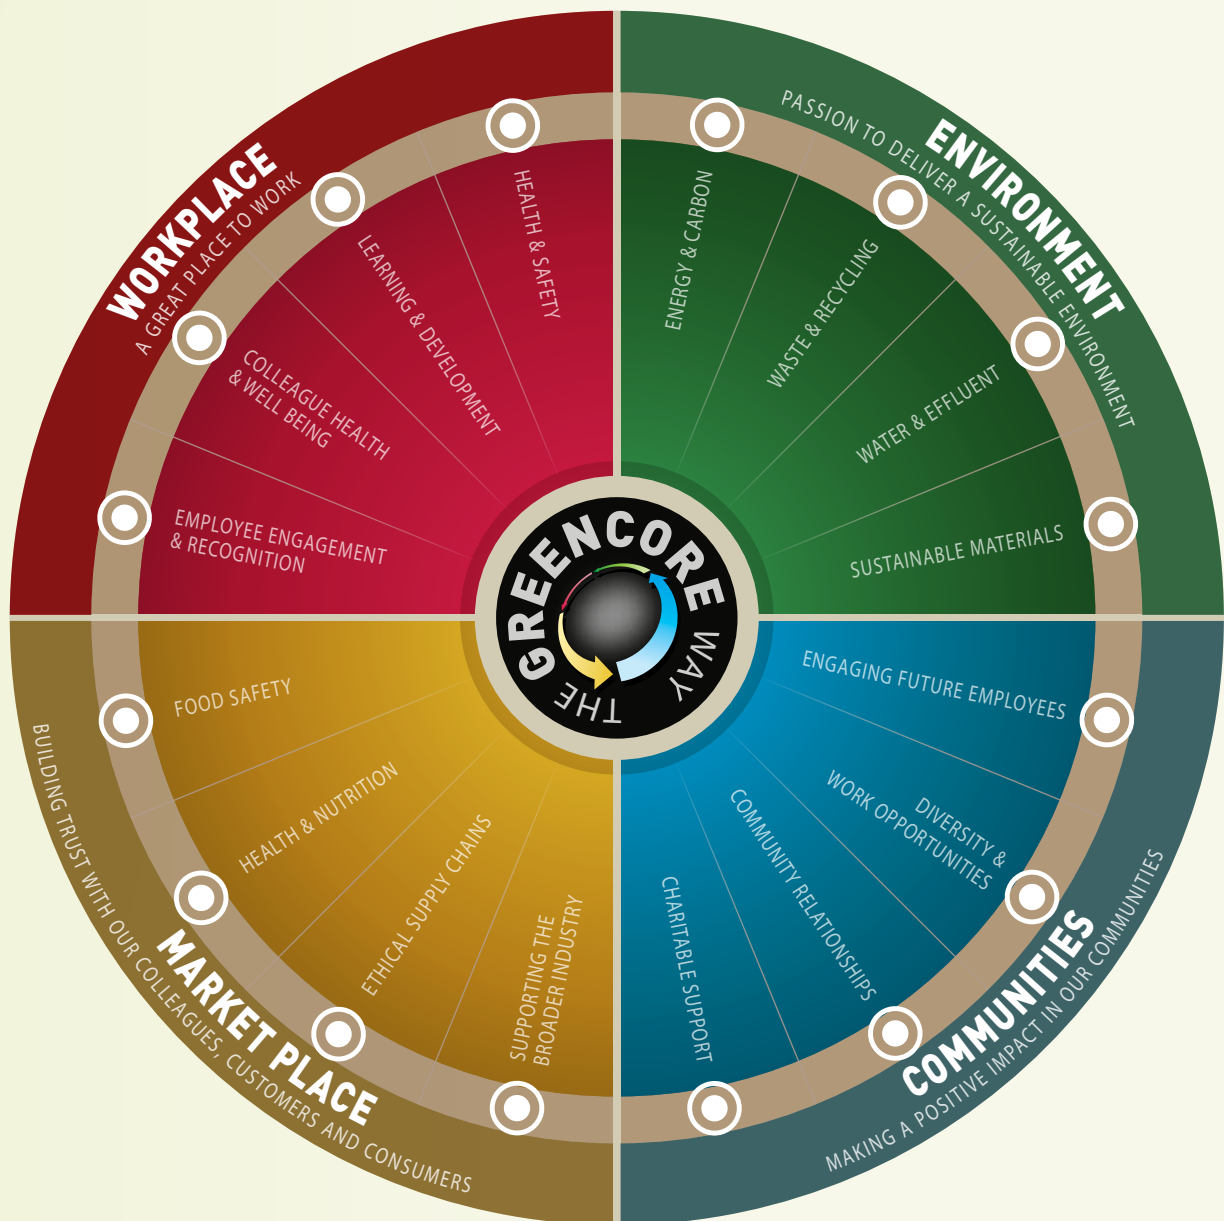 WORKPLACE
A GREAT PLACE TO WORK
HEALTH & SAFETY
LEARNING & DEVELOPMENT
COLLEAGUE HEALTH
& WELL BEING
EMPLOYEE ENGAGEMENT
& RECOGNITION
ENVIRONMENT
PASSION TO DELIVER A SUSTAINABLE ENVIRONMENT
ENERGY & CARBON
WASTE & RECYCLING
WATER & EFFLUENT
SUSTAINABLE MATERIALS
THE GREENCORE WAY
FOOD SAFETY
HEALTH & NUTRITION
ETHICAL SUPPLY CHAINS
SUPPORTING THE
BROADER INDUSTRY
MARKET PLACE
BUILDING TRUST WITH OUR COLLEAGUES, CUSTOMERS AND CONSUMERS
ENGAGING FUTURE EMPLOYEES
DIVERSITY &
WORK OPPORTUNITIES
COMMUNITY RELATIONSHIPS
CHARITABLE SUPPORT
COMMUNITIES
MAKING A POSITIVE IMPACT IN OUR COMMUNITIES